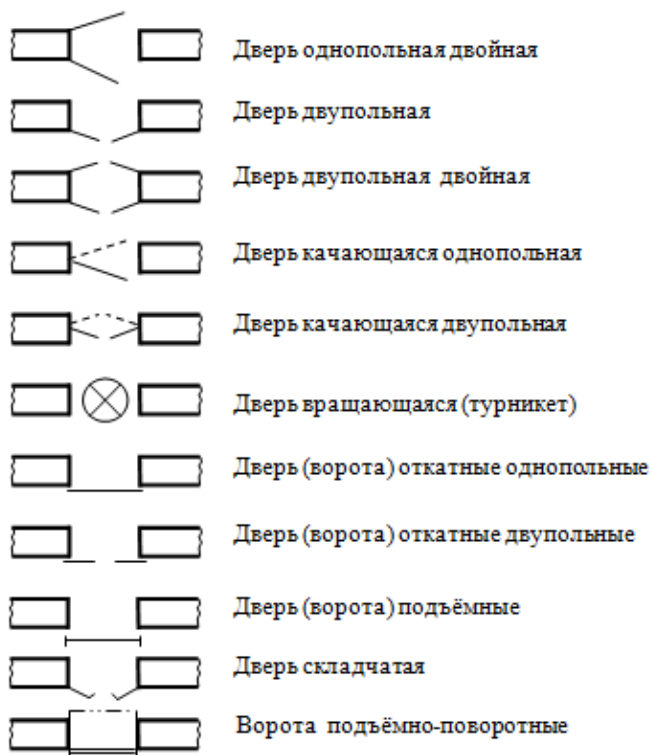 Дверь однопольная двойная
Дверь двупольная
Дверь двупольная двойная
Дверь качающаяся однопольная
Дверь качающаяся двупольная
Дверь вращающаяся (турникет)
Дверь (ворота) откатные однопольные
Дверь (ворота) откатные двупольные
Дверь (ворота) подъёмные
Дверь складчатая
Ворота подъёмно-поворотные